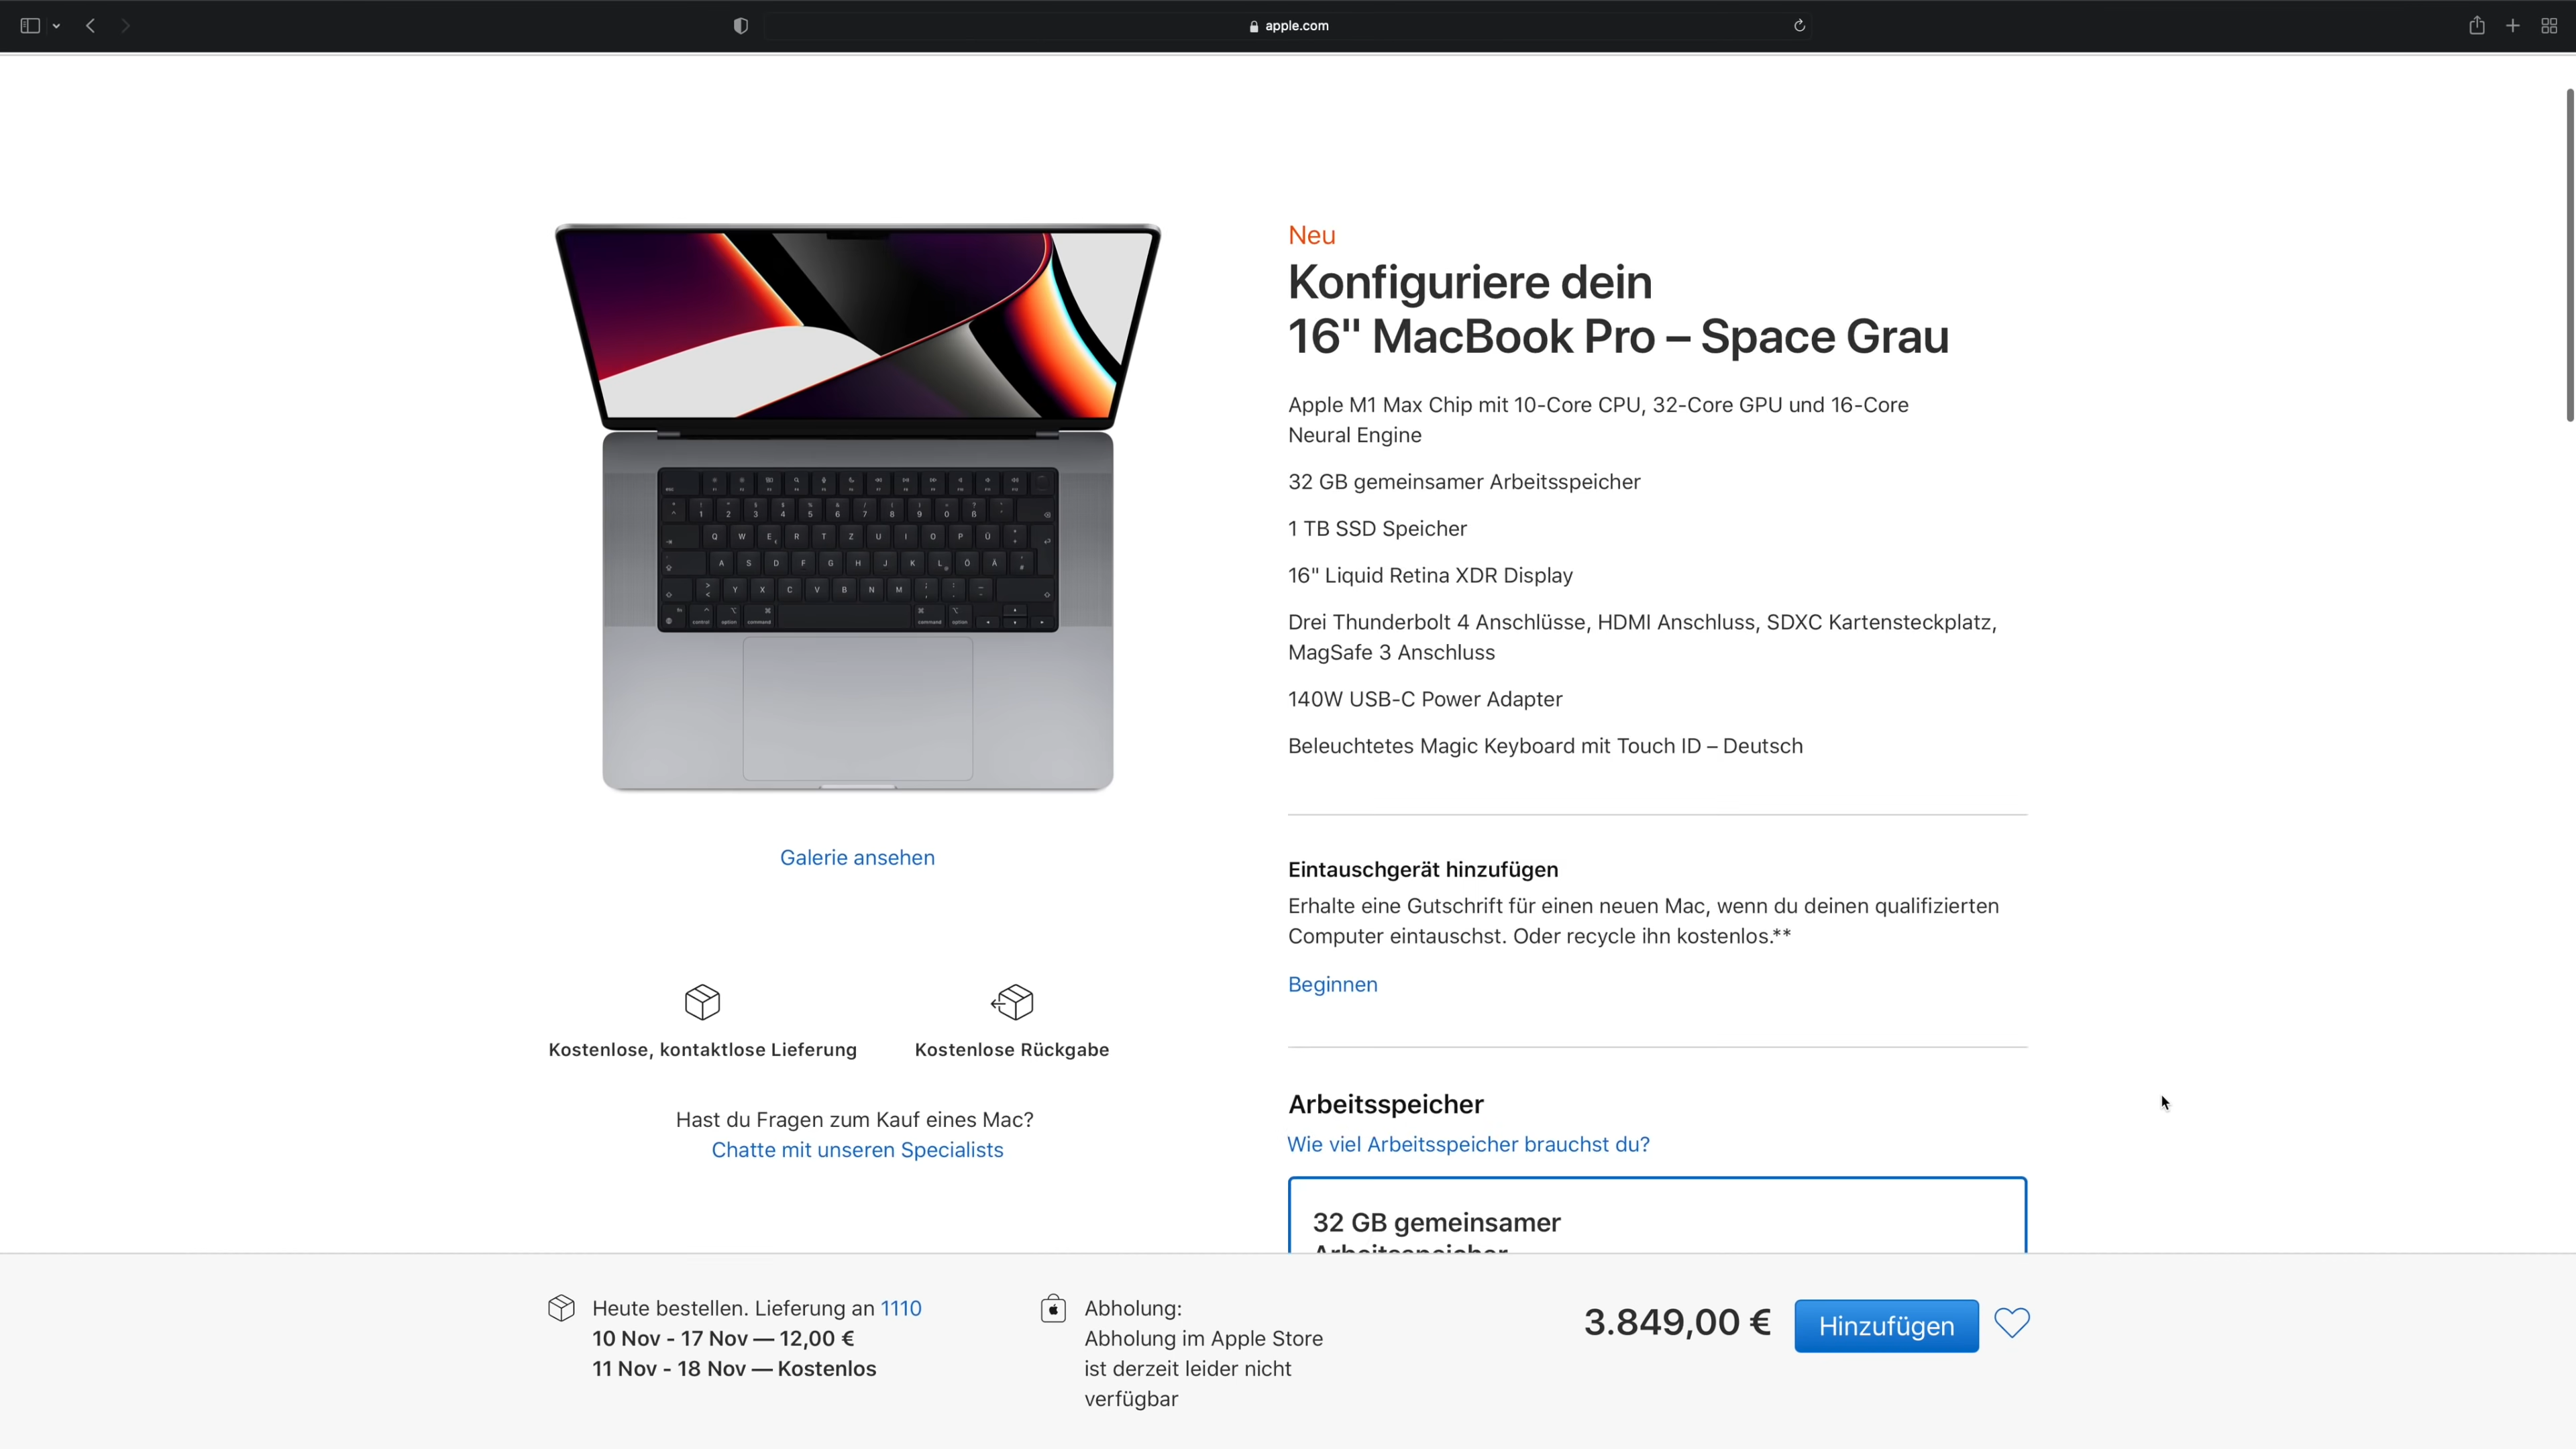 apple.com
Neu
Konfiguriere dein
16" MacBook Pro – Space Grau
Apple M1 Max Chip mit 10-Core CPU, 32-Core GPU und 16-Core
Neural Engine
32 GB gemeinsamer Arbeitsspeicher
1 TB SSD Speicher
16" Liquid Retina XDR Display
Drei Thunderbolt 4 Anschlüsse, HDMI Anschluss, SDXC Kartensteckplatz,
MagSafe 3 Anschluss
140W USB-C Power Adapter
Beleuchtetes Magic Keyboard mit Touch ID – Deutsch
Galerie ansehen
Eintauschgerät hinzufügen
Erhalte eine Gutschrift für einen neuen Mac, wenn du deinen qualifizierten
Computer eintauschst. Oder recycle ihn kostenlos.**
Beginnen
Kostenlose, kontaktlose Lieferung
Kostenlose Rückgabe
Hast du Fragen zum Kauf eines Mac?
Chatte mit unseren Specialists
Arbeitsspeicher
Wie viel Arbeitsspeicher brauchst du?
32 GB gemeinsamer
Arbeitsspeicher
Heute bestellen. Lieferung an 1110
10 Nov - 17 Nov — 12,00 €
11 Nov - 18 Nov — Kostenlos
Abholung:
Abholung im Apple Store
ist derzeit leider nicht
verfügbar
3.849,00 €
Hinzufügen